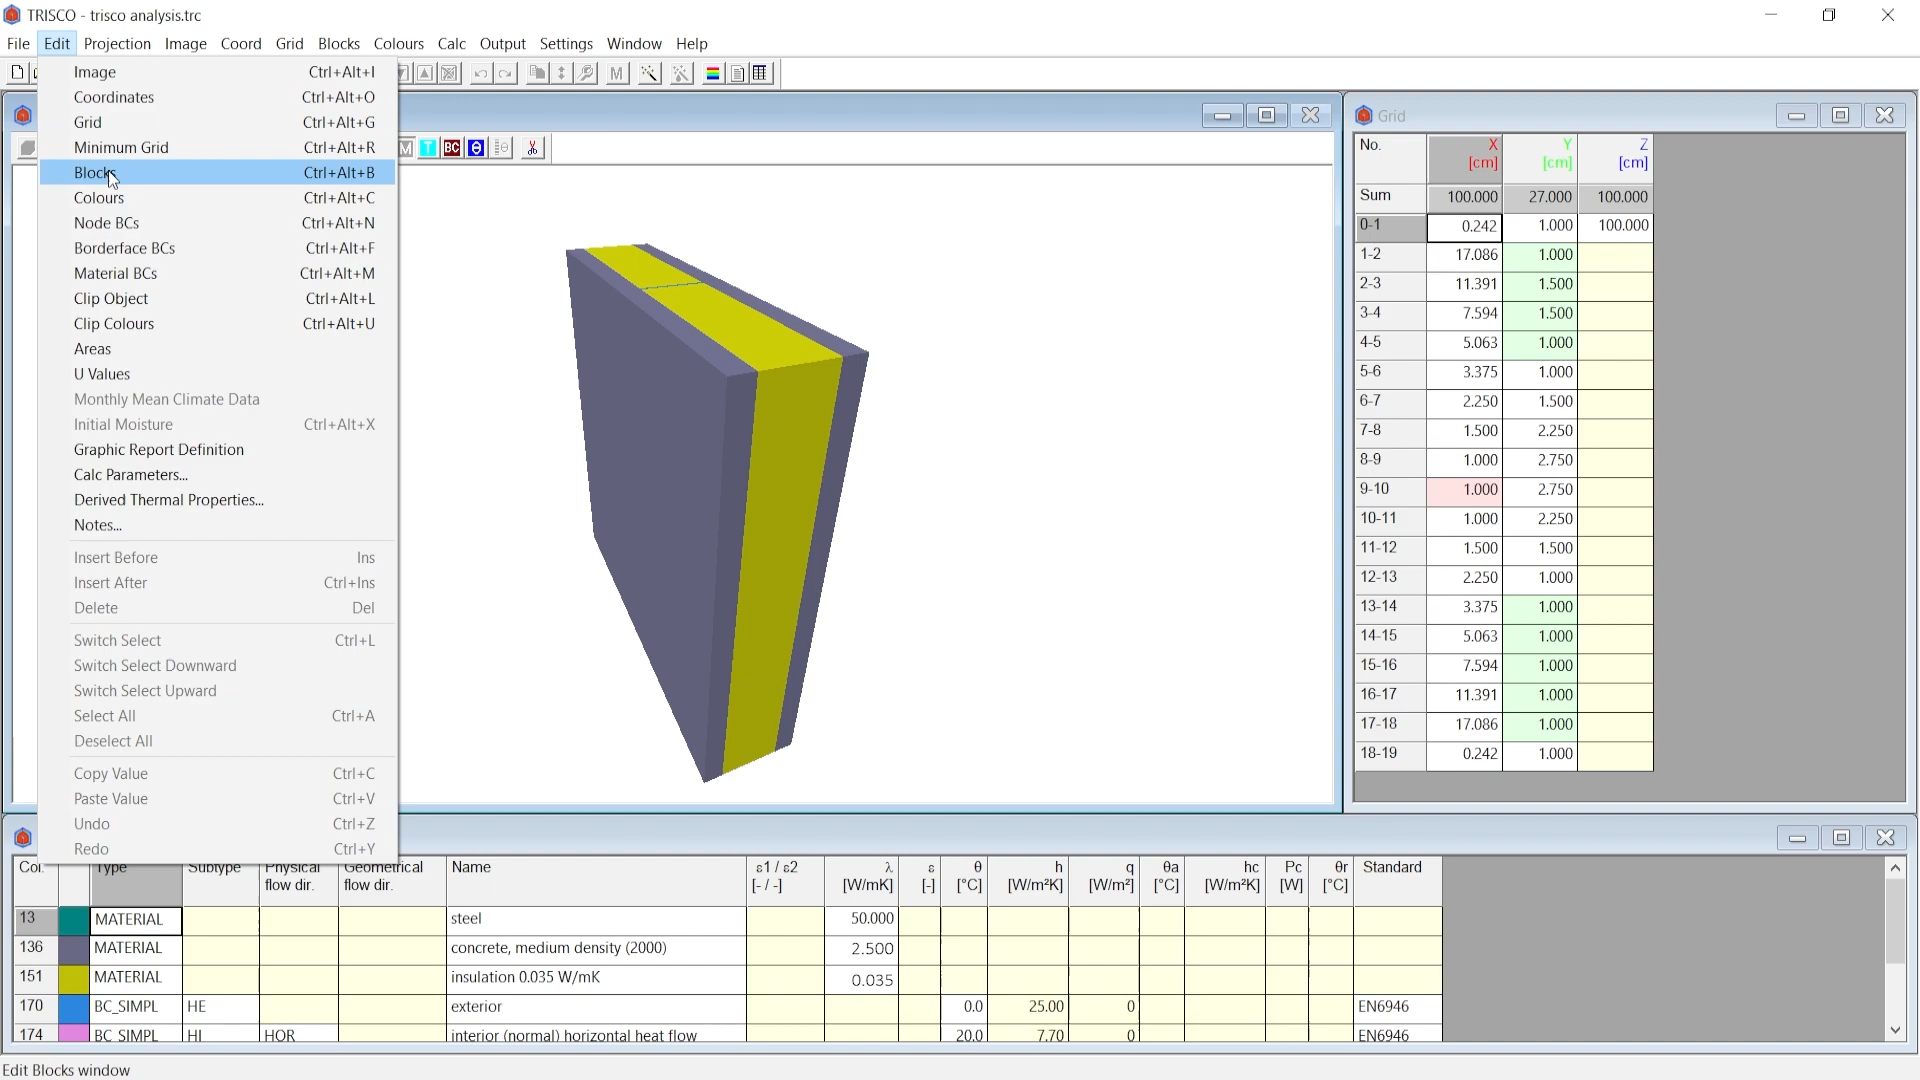 TRISCO - trisco analysis.trc
File Edit Projection Image Coord Grid Blocks Colours Calc Output Settings Window Help
Image Ctrl+Alt+I
Coordinates Ctrl+Alt+O
Grid Ctrl+Alt+G
Minimum Grid Ctrl+Alt+R
Blocks Ctrl+Alt+B
Colours Ctrl+Alt+C
Node BCs Ctrl+Alt+N
Borderface BCs Ctrl+Alt+F
Material BCs Ctrl+Alt+M
Clip Object Ctrl+Alt+L
Clip Colours Ctrl+Alt+U
Areas
U Values
Monthly Mean Climate Data
Initial Moisture Ctrl+Alt+X
Graphic Report Definition
Calc Parameters...
Derived Thermal Properties...
Notes...
Insert Before Ins
Insert After Ctrl+Ins
Delete Del
Switch Select Ctrl+L
Switch Select Downward
Switch Select Upward
Select All Ctrl+A
Deselect All
Copy Value Ctrl+C
Paste Value Ctrl+V
Undo Ctrl+Z
Redo Ctrl+Y
M
M T BC θ
Grid
No. X Y Z
[cm] [cm] [cm]
Sum 100.000 27.000 100.000
0-1 0.242 1.000 100.000
1-2 17.086 1.000
2-3 11.391 1.500
3-4 7.594 1.500
4-5 5.063 1.000
5-6 3.375 1.000
6-7 2.250 1.500
7-8 1.500 2.250
8-9 1.000 2.750
9-10 1.000 2.750
10-11 1.000 2.250
11-12 1.500 1.500
12-13 2.250 1.000
13-14 3.375 1.000
14-15 5.063 1.000
15-16 7.594 1.000
16-17 11.391 1.000
17-18 17.086 1.000
18-19 0.242 1.000
Col. Type Subtype Physical Geometrical Name ε1 / ε2 λ ε θ h q θa hc Pc θr Standard
flow dir. flow dir. [- / -] [W/mK] [-] [°C] [W/m²K] [W/m²] [°C] [W/m²K] [W] [°C]
13 MATERIAL steel 50.000
136 MATERIAL concrete, medium density (2000) 2.500
151 MATERIAL insulation 0.035 W/mK 0.035
170 BC_SIMPL HE exterior 0.0 25.00 0 EN6946
174 BC SIMPL HI HOR interior (normal) horizontal heat flow 20.0 7.70 0 EN6946
Edit Blocks window